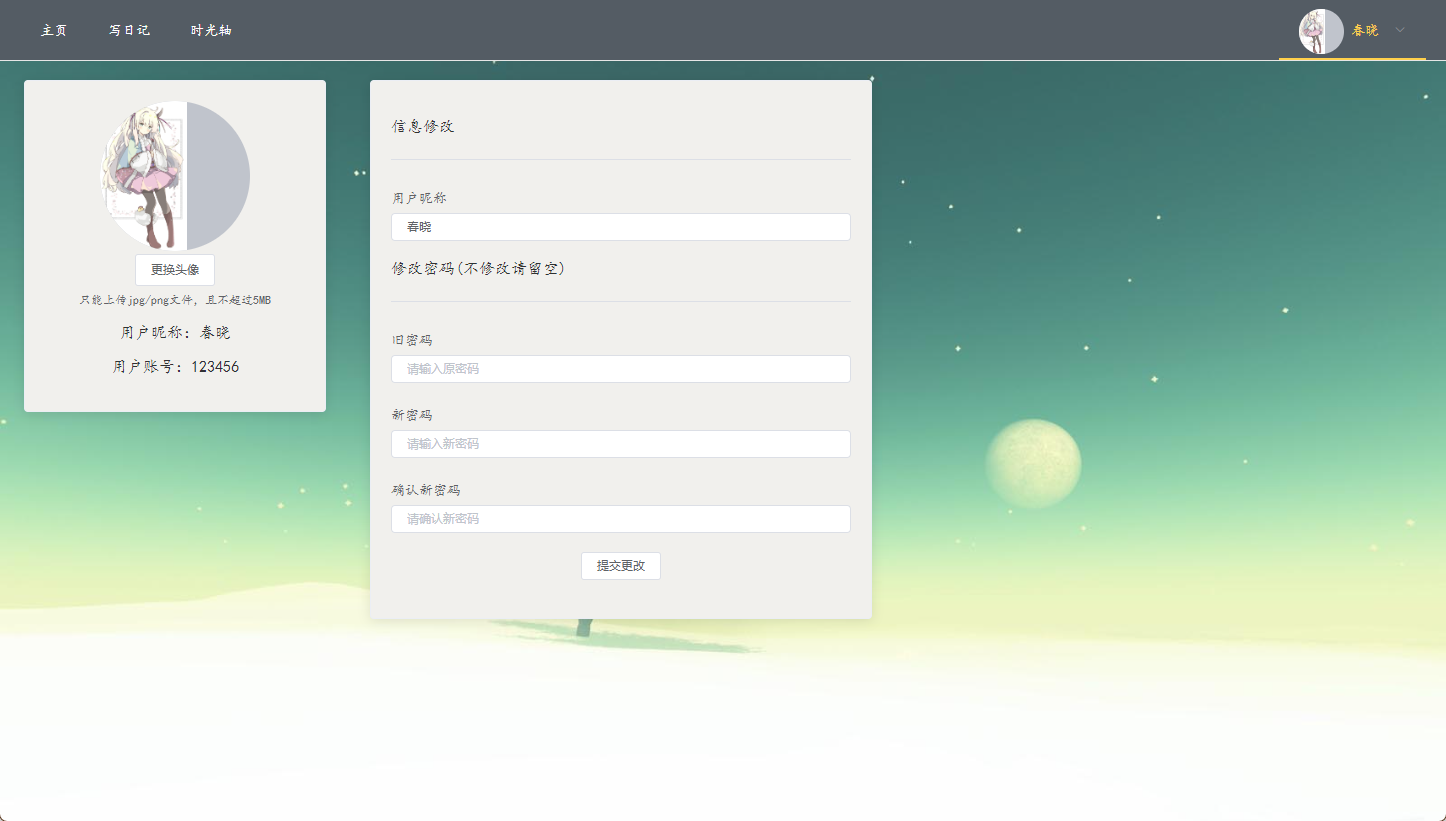 主页 写日记 时光轴 春晓
更换头像
只能上传jpg/png文件，且不超过5MB
用户昵称：春晓
用户账号：123456
信息修改
用户昵称
春晓
修改密码(不修改请留空)
旧密码
请输入原密码
新密码
请输入新密码
确认新密码
请确认新密码
提交更改